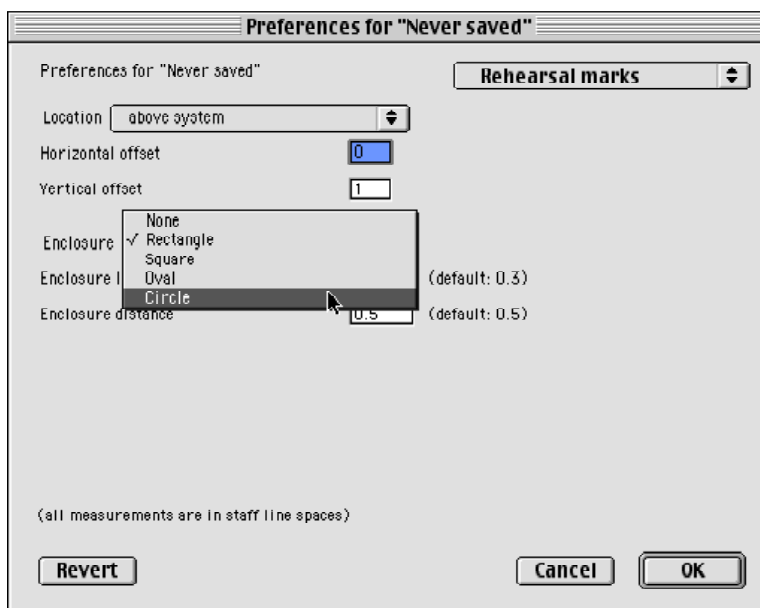 Preferences for "Never saved"
Preferences for "Never saved"
Rehearsal marks
Location above system
Horizontal offset 0
Vertical offset 1
None
Enclosure ✓ Rectangle
Square
Enclosure l Oval (default: 0.3)
Circle
Enclosure distance 0.5 (default: 0.5)
(all measurements are in staff line spaces)
Revert Cancel OK